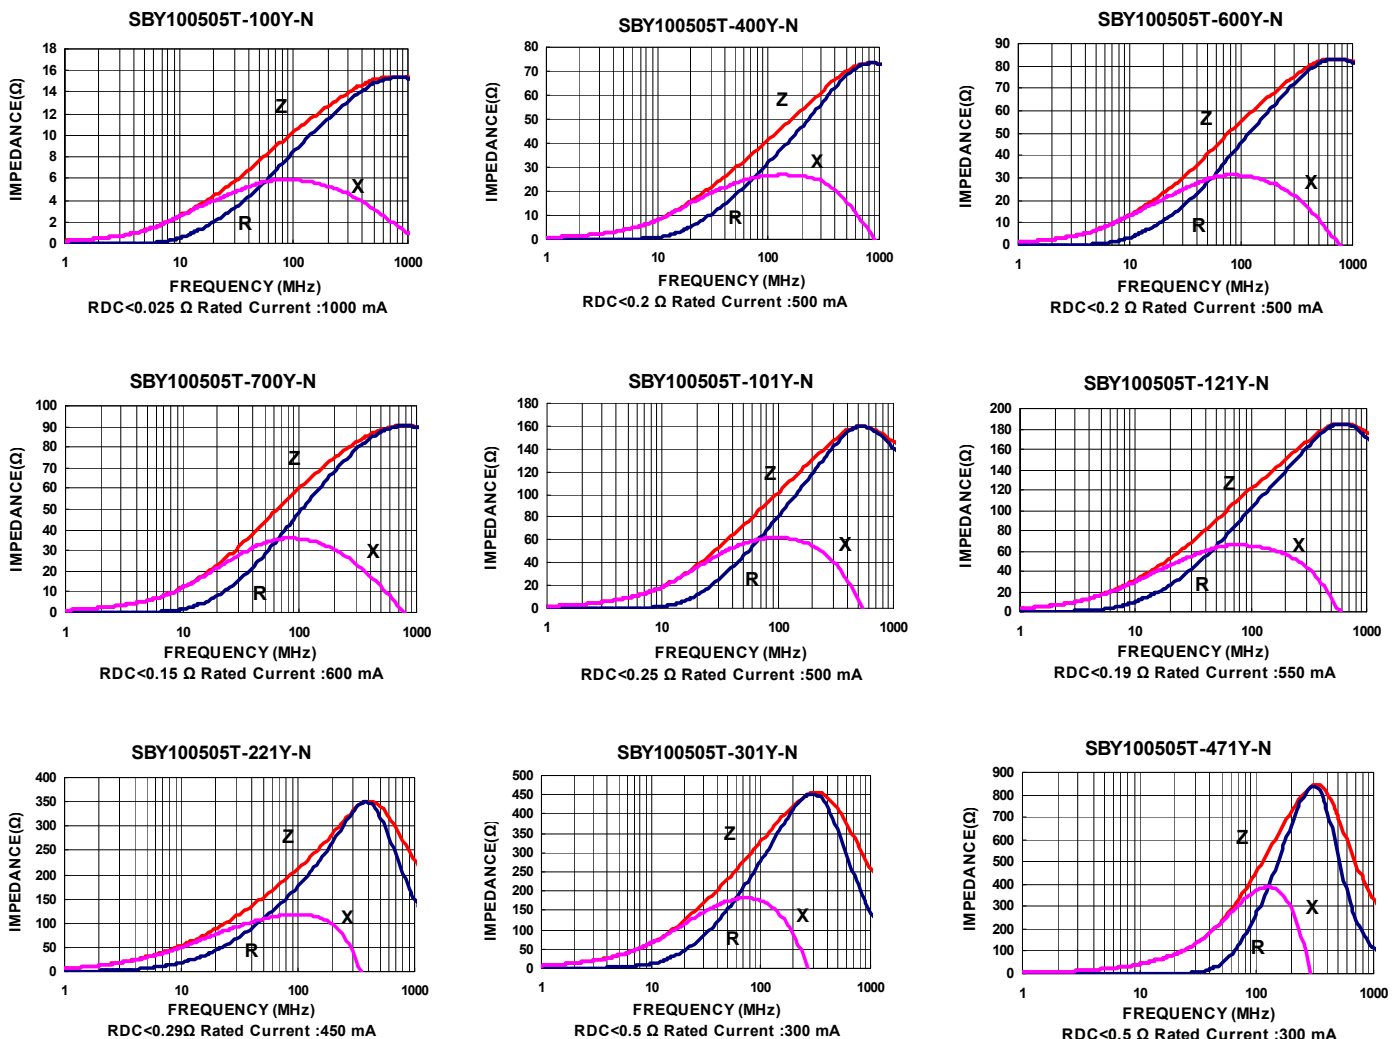 SBY100505T-100Y-N
IMPEDANCE(Ω)
18
16
14
12
10
8
6
4
2
0
Z
X
R
1 10 100 1000
FREQUENCY (MHz)
RDC<0.025 Ω Rated Current :1000 mA
SBY100505T-400Y-N
IMPEDANCE(Ω)
80
70
60
50
40
30
20
10
0
Z
X
R
1 10 100 1000
FREQUENCY (MHz)
RDC<0.2 Ω Rated Current :500 mA
SBY100505T-600Y-N
IMPEDANCE(Ω)
90
80
70
60
50
40
30
20
10
0
Z
X
R
1 10 100 1000
FREQUENCY (MHz)
RDC<0.2 Ω Rated Current :500 mA
SBY100505T-700Y-N
IMPEDANCE(Ω)
100
90
80
70
60
50
40
30
20
10
0
Z
X
R
1 10 100 1000
FREQUENCY (MHz)
RDC<0.15 Ω Rated Current :600 mA
SBY100505T-101Y-N
IMPEDANCE(Ω)
180
160
140
120
100
80
60
40
20
0
Z
X
R
1 10 100 1000
FREQUENCY (MHz)
RDC<0.25 Ω Rated Current :500 mA
SBY100505T-121Y-N
IMPEDANCE(Ω)
200
180
160
140
120
100
80
60
40
20
0
Z
X
R
1 10 100 1000
FREQUENCY (MHz)
RDC<0.19 Ω Rated Current :550 mA
SBY100505T-221Y-N
IMPEDANCE(Ω)
400
350
300
250
200
150
100
50
0
Z
X
R
1 10 100 1000
FREQUENCY (MHz)
RDC<0.29Ω Rated Current :450 mA
SBY100505T-301Y-N
IMPEDANCE(Ω)
500
450
400
350
300
250
200
150
100
50
0
Z
X
R
1 10 100 1000
FREQUENCY (MHz)
RDC<0.5 Ω Rated Current :300 mA
SBY100505T-471Y-N
IMPEDANCE(Ω)
900
800
700
600
500
400
300
200
100
0
Z
X
R
1 10 100 1000
FREQUENCY (MHz)
RDC<0.5 Ω Rated Current :300 mA